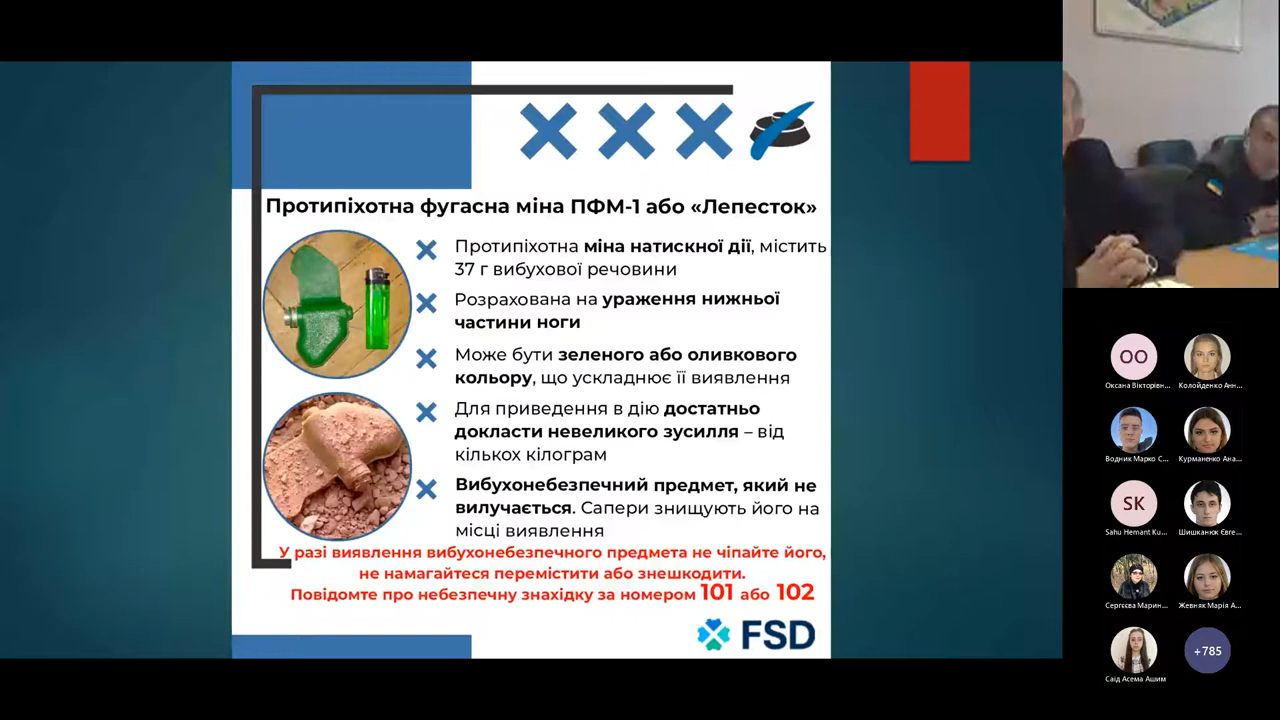 Протипіхотна фугасна міна ПФМ-1 або «Лепесток»
Протипіхотна міна натискної дії, містить
37 г вибухової речовини
Розрахована на ураження нижньої
частини ноги
Може бути зеленого або оливкового
кольору, що ускладнює її виявлення
Для приведення в дію достатньо
докласти невеликого зусилля – від
кількох кілограм
Вибухонебезпечний предмет, який не
вилучається. Сапери знищують його на
місці виявлення
У разі виявлення вибухонебезпечного предмета не чіпайте його,
не намагайтеся перемістити або знешкодити.
Повідомте про небезпечну знахідку за номером 101 або 102
FSD
OO
Оксана Вікторівн...
Колойденко Анн...
Водник Марко С...
Курманенко Ана...
SK
Sahu Hemant Ku...
Шишканюк Євге...
Сергєєва Марин...
Жевняк Марія А...
Саід Асема Ашим
+785